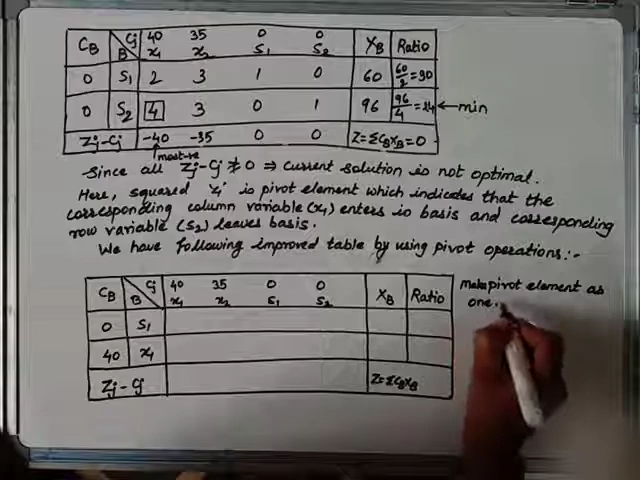 CB Cj 40 35 0 0 XB Ratio
B x1 x2 S1 S2
0 S1 2 3 1 0 60 60/2=30
0 S2 4 3 0 1 96 96/4=24 ← min
Zj-Cj -40 -35 0 0 Z=ΣCBXB=0
↑most-ve
Since all Zj-Cj ≱0 ⇒ current solution is not optimal.
Here, squared '4' is pivot element which indicates that the
corresponding column variable (x1) enters in basis and corresponding
row variable (S2) leaves basis.
We have following improved table by using pivot operations:-
CB Cj 40 35 0 0 XB Ratio
B x1 x2 S1 S2
0 S1
40 x1
Zj-Cj Z=ΣCBXB
Make pivot element as
one.